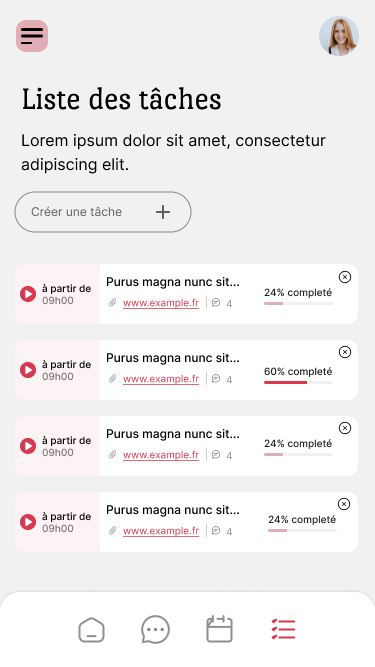 Liste des tâches
Lorem ipsum dolor sit amet, consectetur
adipiscing elit.
Créer une tâche
à partir de
09h00
Purus magna nunc sit...
www.example.fr
4
24% completé
à partir de
09h00
Purus magna nunc sit...
www.example.fr
4
60% completé
à partir de
09h00
Purus magna nunc sit...
www.example.fr
4
24% completé
à partir de
09h00
Purus magna nunc sit...
www.example.fr
4
24% completé